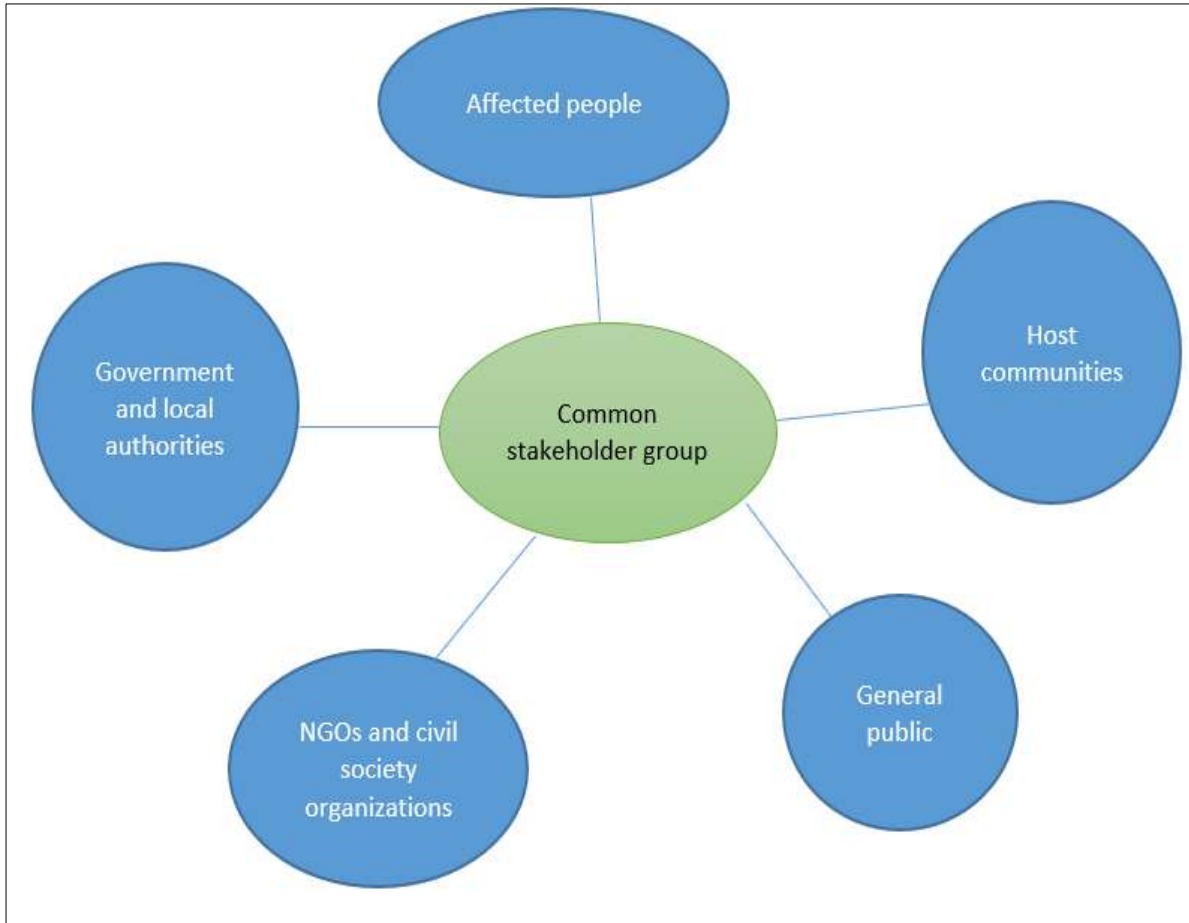 Affected people
Host
communities
Government
and local
authorities
Common
stakeholder group
General
public
NGOs and civil
society
organizations